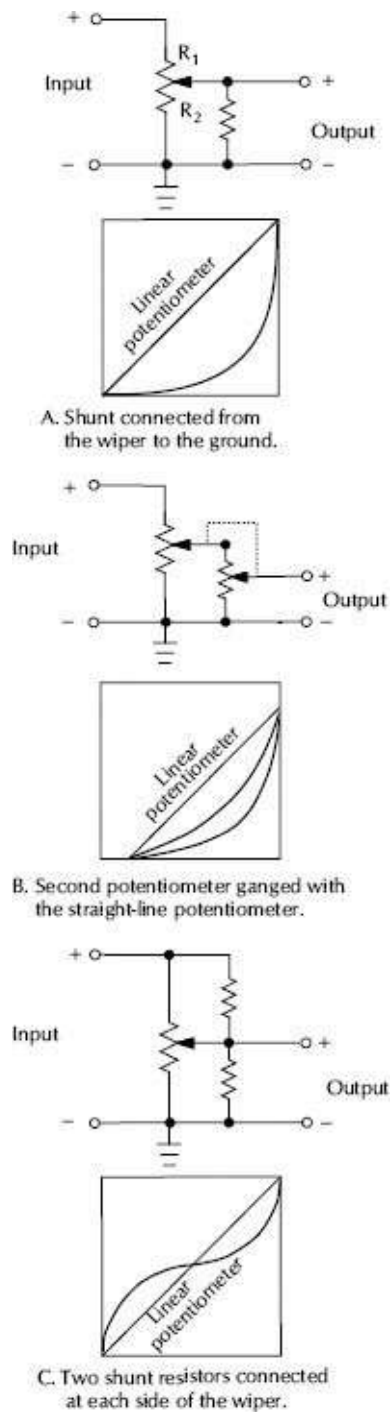 +
R1
Input
R2
+
Output
−
−
Linear
potentiometer
A. Shunt connected from
the wiper to the ground.
+
Input
+
Output
−
−
Linear
potentiometer
B. Second potentiometer ganged with
the straight-line potentiometer.
+
Input
+
Output
−
−
Linear
potentiometer
C. Two shunt resistors connected
at each side of the wiper.